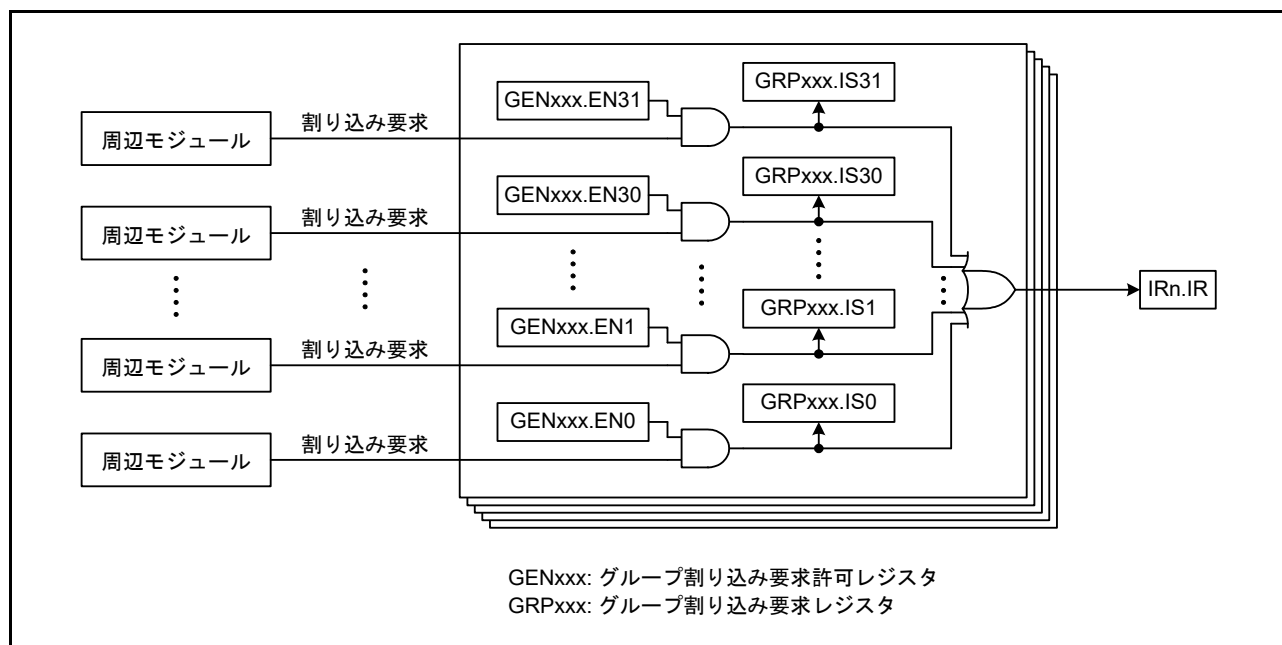 GENxxx.EN31
GRPxxx.IS31
周辺モジュール
割り込み要求
GENxxx.EN30
GRPxxx.IS30
周辺モジュール
割り込み要求
GENxxx.EN1
GRPxxx.IS1
IRn.IR
周辺モジュール
割り込み要求
GENxxx.EN0
GRPxxx.IS0
周辺モジュール
割り込み要求
GENxxx: グループ割り込み要求許可レジスタ
GRPxxx: グループ割り込み要求レジスタ